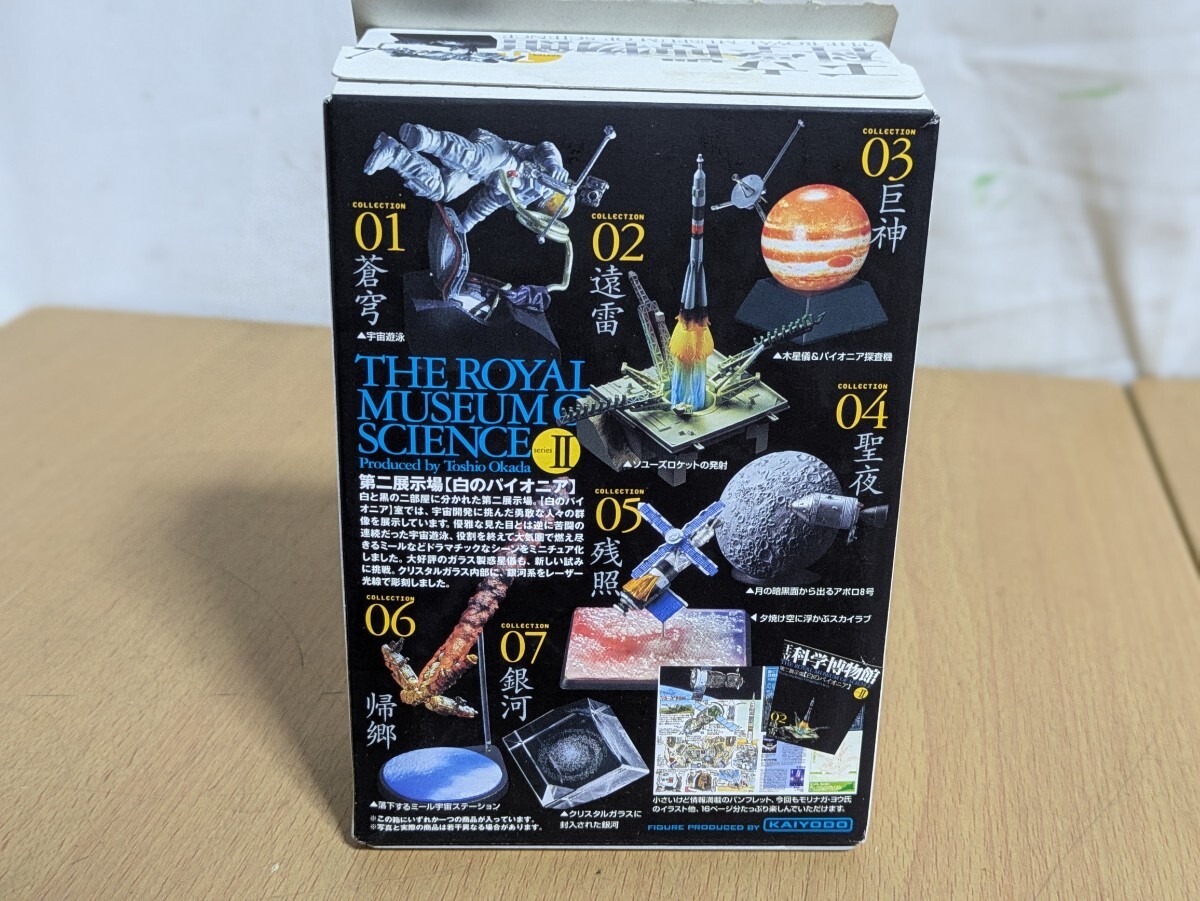 COLLECTION
01
蒼穹
▲宇宙遊泳
COLLECTION
02
遠雷
▲ソユーズロケットの発射
COLLECTION
03
巨神
▲木星儀&パイオニア探査機
COLLECTION
04
聖夜
▲月の暗黒面から出るアポロ8号
THE ROYAL
MUSEUM O
SCIENCE
series II
Produced by Toshio Okada
第二展示場【白のパイオニア】
白と黒の二部屋に分かれた第二展示場。【白のパイ
オニア】室では、宇宙開発に挑んだ勇敢な人々の群
像を展示しています。優雅な見た目とは逆に苦闘の
連続だった宇宙遊泳、役割を終えて大気圏で燃え尽
きるミールなどドラマチックなシーンをミニチュア化
しました。大好評のガラス製惑星儀も、新しい試み
に挑戦。クリスタルガラス内部に、銀河系をレーザー
光線で彫刻しました。
COLLECTION
05
残照
◀夕焼け空に浮かぶスカイラブ
COLLECTION
06
帰郷
▲落下するミール宇宙ステーション
COLLECTION
07
銀河
▲クリスタルガラスに
封入された銀河
王立
科学博物館
第二展示場【白のパイオニア】
II
02
小さいけど情報満載のパンフレット、今回もモリナガ・ヨウ氏
のイラスト他、16ページ分たっぷり楽しんでいただけます。
※この箱にいずれか一つの商品が入っています。
※写真と実際の商品は若干異なる場合があります。
FIGURE PRODUCED BY KAIYODO